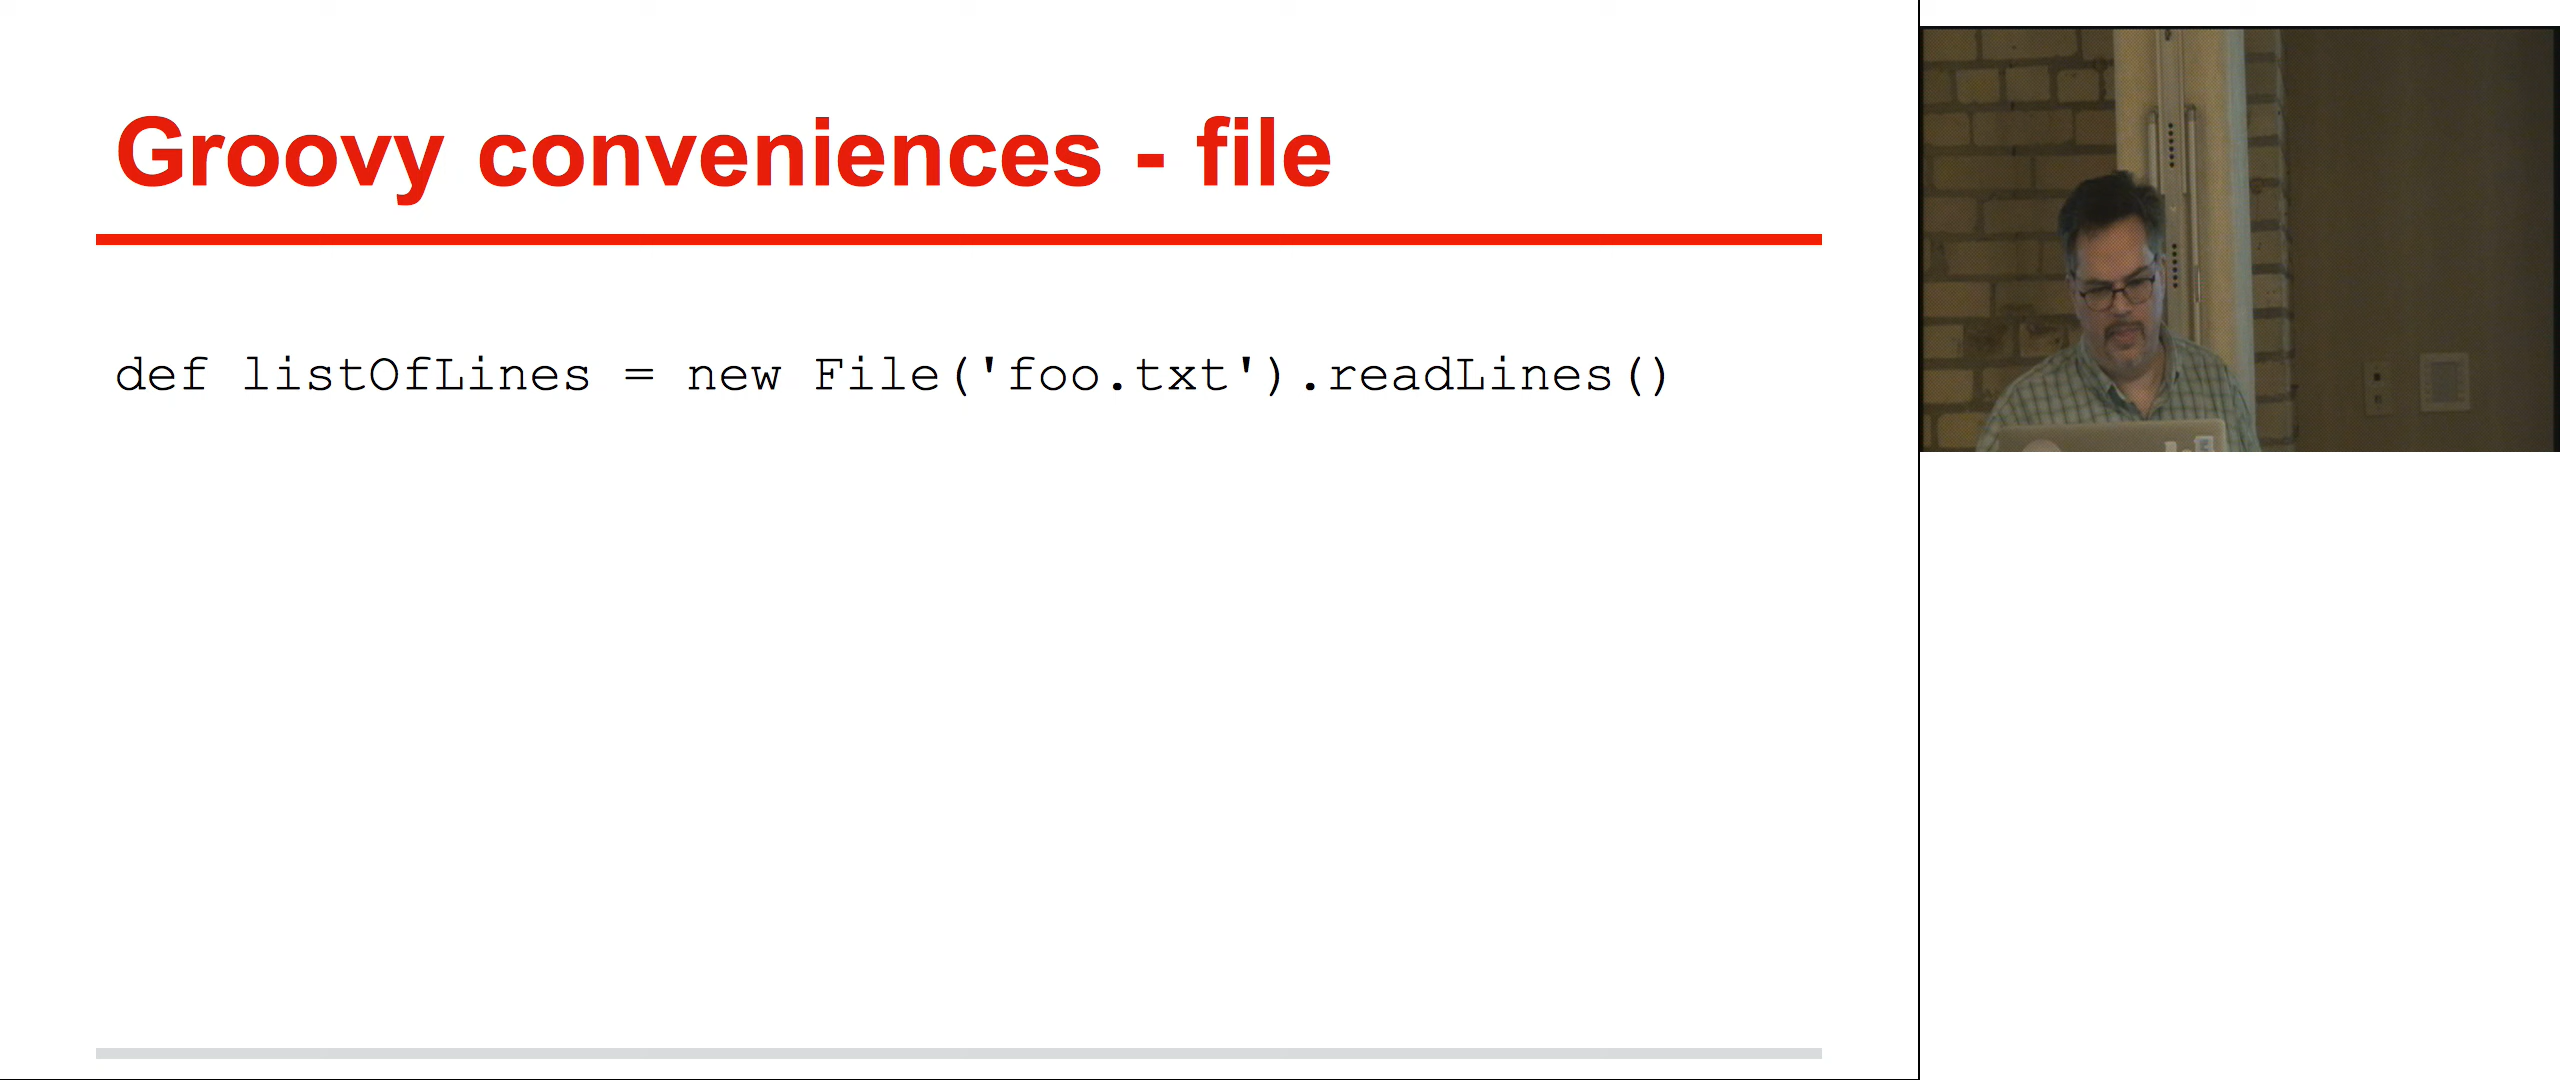 Groovy conveniences - file
def listOfLines = new File('foo.txt').readLines()